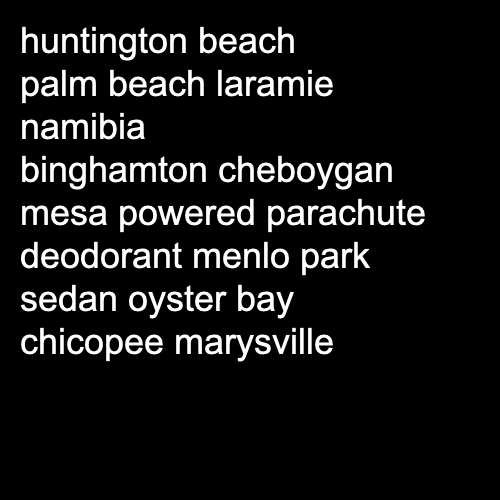 huntington beach
palm beach laramie
namibia
binghamton cheboygan
mesa powered parachute
deodorant menlo park
sedan oyster bay
chicopee marysville